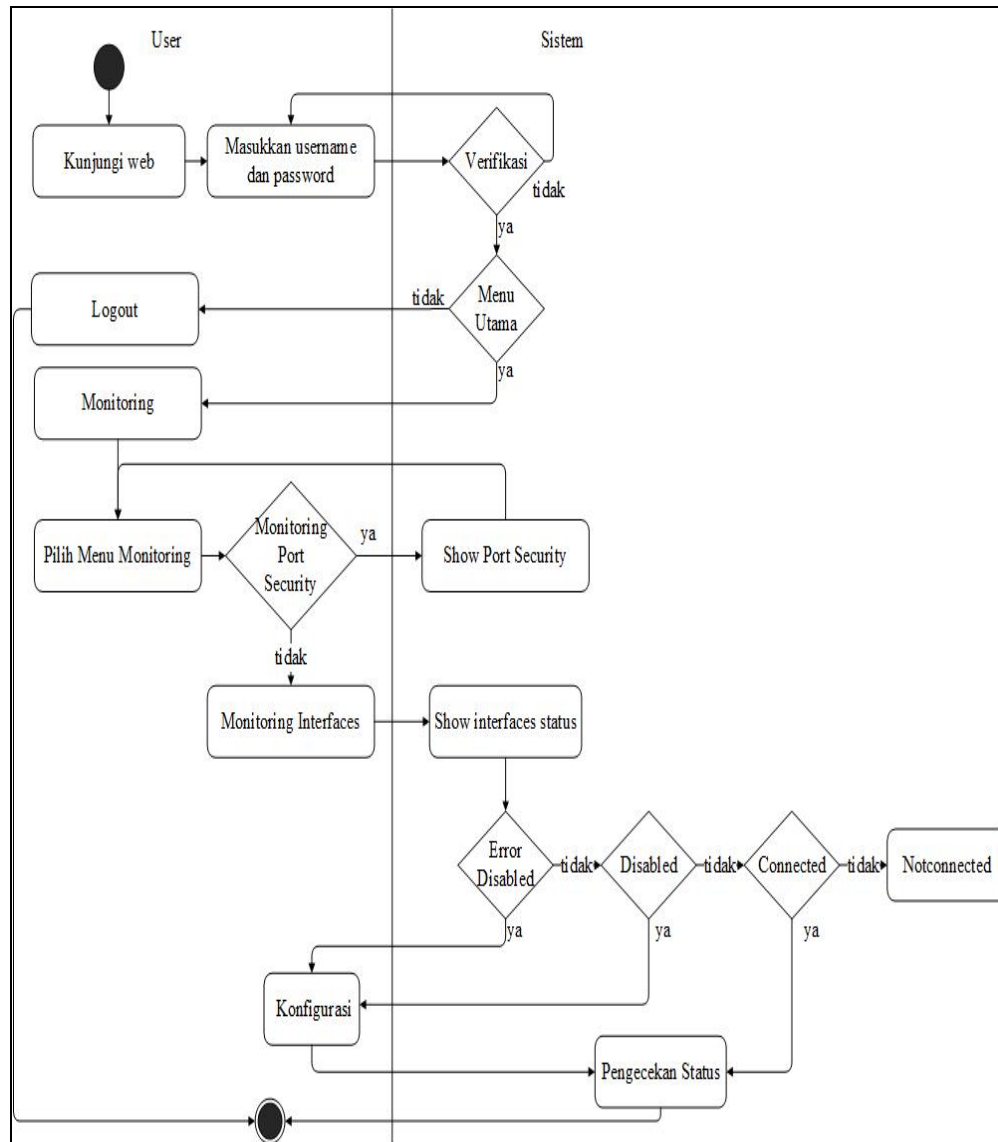 User
Sistem
Kunjungi web
Masukkan username
dan password
Verifikasi
tidak
ya
Menu
Utama
tidak
Logout
ya
Monitoring
Pilih Menu Monitoring
Monitoring
Port
Security
ya
Show Port Security
tidak
Monitoring Interfaces
Show interfaces status
Error
Disabled
tidak
Disabled
tidak
Connected
tidak
Notconnected
ya
ya
ya
Konfigurasi
Pengecekan Status